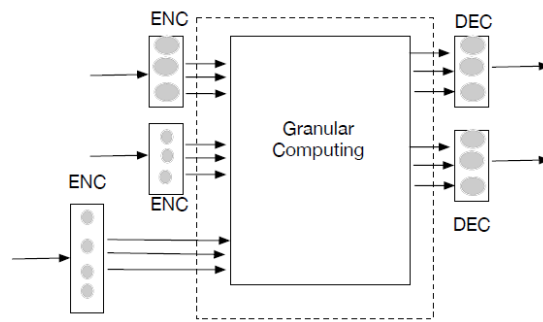 ENC
DEC
Granular
Computing
ENC
ENC
DEC